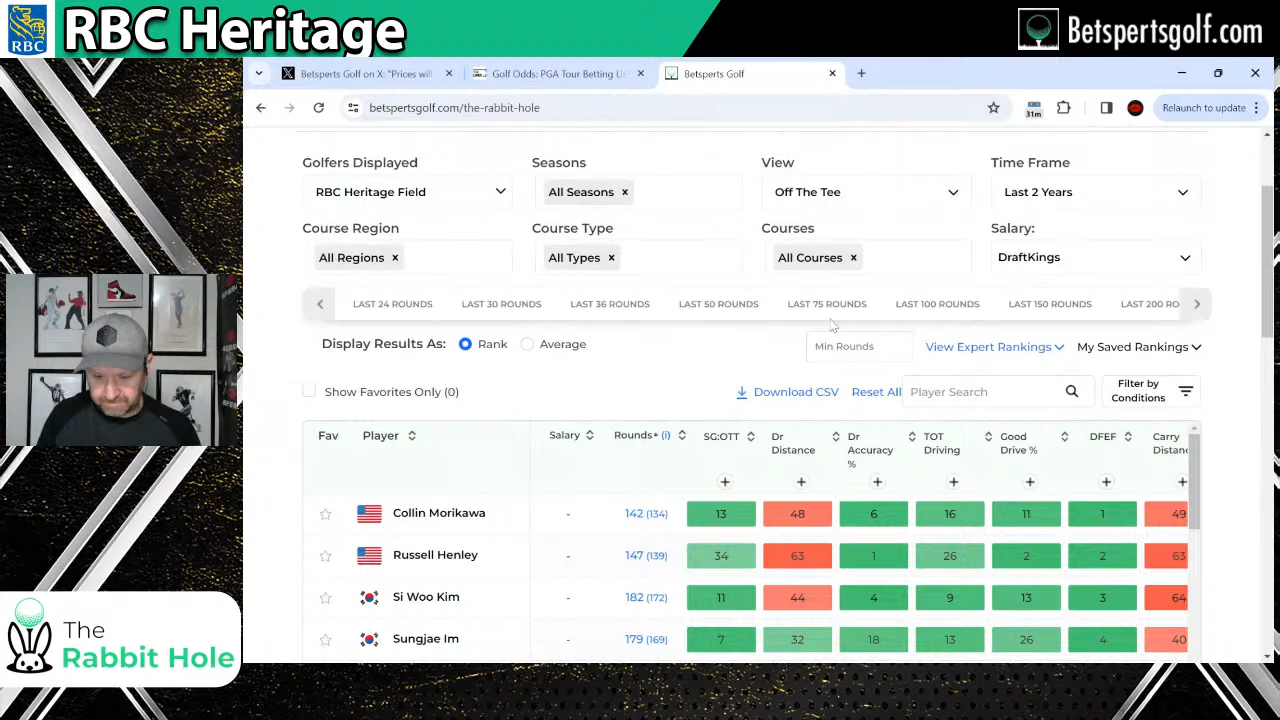 RBC
RBC Heritage
Betspertsgolf.com
Betsperts Golf on X: "Prices will
Golf Odds: PGA Tour Betting Li
Betsperts Golf
betspertsgolf.com/the-rabbit-hole
31m
Relaunch to update
Golfers Displayed
Seasons
View
Time Frame
RBC Heritage Field
All Seasons x
Off The Tee
Last 2 Years
Course Region
Course Type
Courses
Salary:
All Regions x
All Types x
All Courses x
DraftKings
LAST 24 ROUNDS
LAST 30 ROUNDS
LAST 36 ROUNDS
LAST 50 ROUNDS
LAST 75 ROUNDS
LAST 100 ROUNDS
LAST 150 ROUNDS
LAST 200 RO
Display Results As:
Rank
Average
Min Rounds
View Expert Rankings
My Saved Rankings
Show Favorites Only (0)
Download CSV
Reset All
Player Search
Filter by
Conditions
Fav
Player
Salary
Rounds* (i)
SG:OTT
Dr
Distance
Dr
Accuracy
%
TOT
Driving
Good
Drive %
DFEF
Carry
Distanc
+ + + + + + +
Collin Morikawa - 142 (134) 13 48 6 16 11 1 49
Russell Henley - 147 (139) 34 63 1 26 2 2 63
Si Woo Kim - 182 (172) 11 44 4 9 13 3 64
Sungjae Im - 179 (169) 7 32 18 13 26 4 40
The
Rabbit Hole